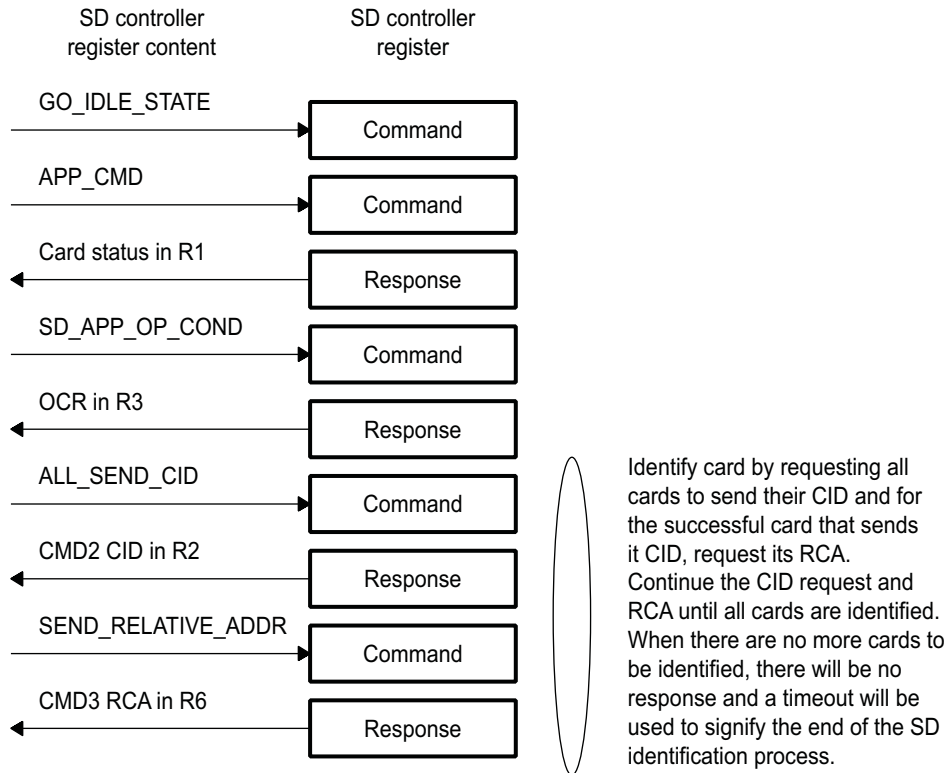 SD controller
register content
SD controller
register
GO_IDLE_STATE
Command
APP_CMD
Command
Card status in R1
Response
SD_APP_OP_COND
Command
OCR in R3
Response
ALL_SEND_CID
Command
CMD2 CID in R2
Response
SEND_RELATIVE_ADDR
Command
CMD3 RCA in R6
Response
Identify card by requesting all
cards to send their CID and for
the successful card that sends
it CID, request its RCA.
Continue the CID request and
RCA until all cards are identified.
When there are no more cards to
be identified, there will be no
response and a timeout will be
used to signify the end of the SD
identification process.